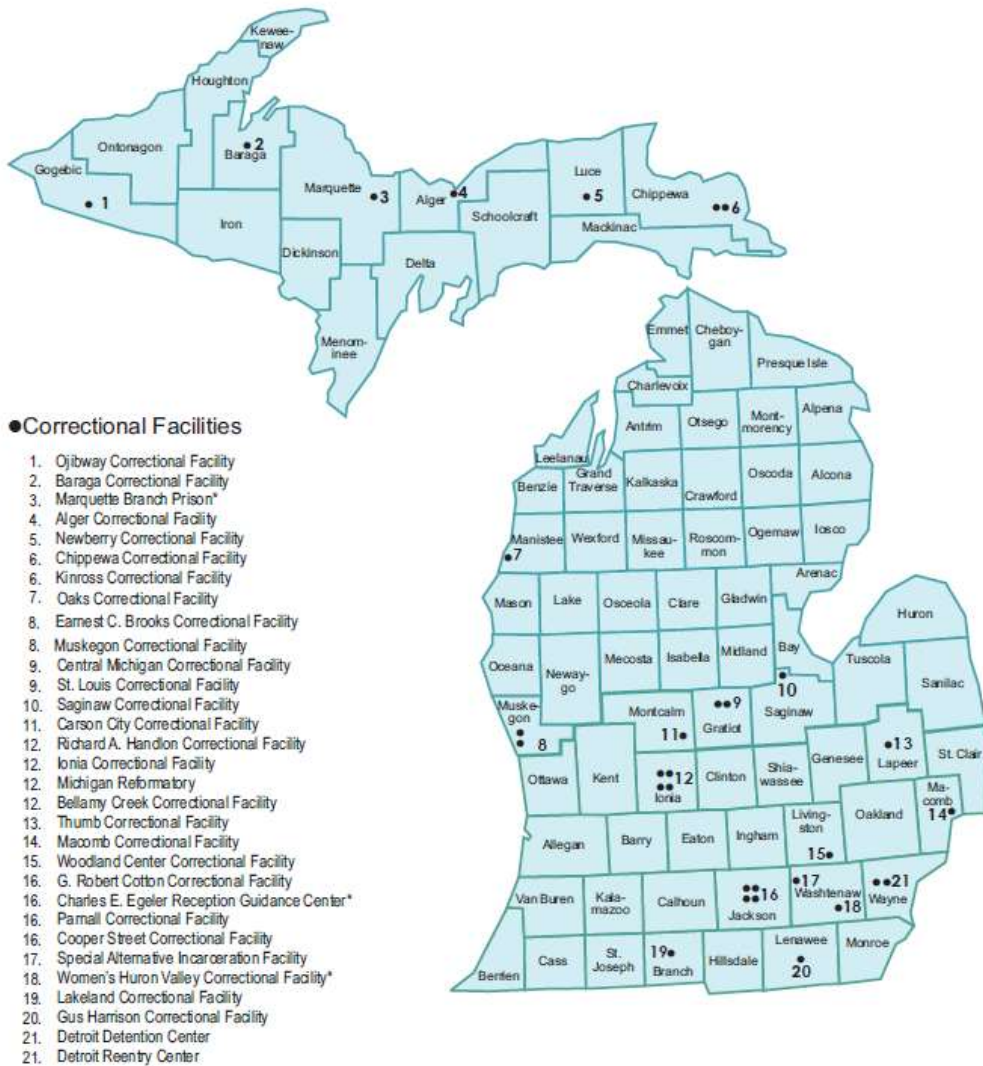 Kewee-
naw
Houghton
Ontonagon
Gogebic
● 1
● 2
Baraga
Marquette
● 3
Alger
● 4
Luce
● 5
Chippewa
●● 6
Iron
Schoolcraft
Mackinac
Dickinson
Delta
Menom-
inee
Emmet
Cheboy-
gan
Presque Isle
Charlevoix
Antrim
Otsego
Mont-
morency
Alpena
Leelanau
Benzie
Grand
Traverse
Kalkaska
Crawford
Oscoda
Alcona
Manistee
● 7
Wexford
Missau-
kee
Roscom-
mon
Ogemaw
Iosco
Arenac
Mason
Lake
Osceola
Clare
Gladwin
Huron
Oceana
Neway-
go
Mecosta
Isabella
Midland
Bay
Tuscola
Sanilac
● 10
Saginaw
Muske-
gon
8
Montcalm
11 ●
●● 9
Gratiot
Ottawa
Kent
12
Ionia
Clinton
Shia-
wassee
Genesee
● 13
Lapeer
St. Clair
Ma-
comb
14 ●
Allegan
Barry
Eaton
Ingham
Living-
ston
15 ●
Oakland
Van Buren
Kala-
mazoo
Calhoun
16
Jackson
● 17
Washtenaw
● 18
●● 21
Wayne
Berrien
Cass
St.
Joseph
19 ●
Branch
Hillsdale
Lenawee
● 20
Monroe
● Correctional Facilities
1. Ojibway Correctional Facility
2. Baraga Correctional Facility
3. Marquette Branch Prison*
4. Alger Correctional Facility
5. Newberry Correctional Facility
6. Chippewa Correctional Facility
6. Kinross Correctional Facility
7. Oaks Correctional Facility
8. Earnest C. Brooks Correctional Facility
8. Muskegon Correctional Facility
9. Central Michigan Correctional Facility
9. St. Louis Correctional Facility
10. Saginaw Correctional Facility
11. Carson City Correctional Facility
12. Richard A. Handlon Correctional Facility
12. Ionia Correctional Facility
12. Michigan Reformatory
12. Bellamy Creek Correctional Facility
13. Thumb Correctional Facility
14. Macomb Correctional Facility
15. Woodland Center Correctional Facility
16. G. Robert Cotton Correctional Facility
16. Charles E. Egeler Reception Guidance Center*
16. Parnall Correctional Facility
16. Cooper Street Correctional Facility
17. Special Alternative Incarceration Facility
18. Women's Huron Valley Correctional Facility*
19. Lakeland Correctional Facility
20. Gus Harrison Correctional Facility
21. Detroit Detention Center
21. Detroit Reentry Center